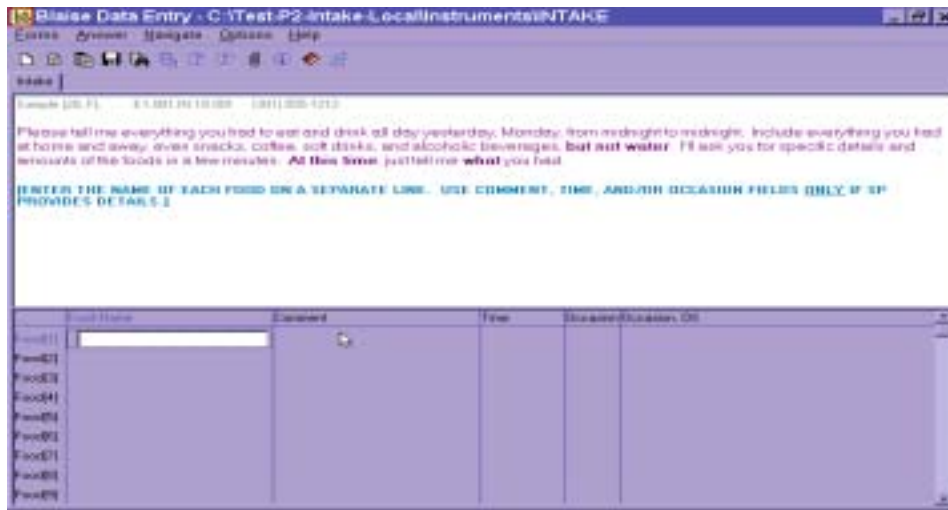 Blaise Data Entry - C:\Test-P2-Intake-Local\Instruments\INTAKE
Forms Answer Navigate Options Help
Intake
Please tell me everything you had to eat and drink all day yesterday, Monday, from midnight to midnight. Include everything you had
at home and away, even snacks, coffee, soft drinks, and alcoholic beverages, but not water. I'll ask you for specific details and
amounts of the foods in a few minutes. At this time, just tell me what you had.
[ENTER THE NAME OF EACH FOOD ON A SEPARATE LINE. USE COMMENT, TIME, AND/OR OCCASION FIELDS ONLY IF SP
PROVIDES DETAILS.]
Food Name Comment Time Occasion Occasion, OS
Food[1]
Food[2]
Food[3]
Food[4]
Food[5]
Food[6]
Food[7]
Food[8]
Food[9]